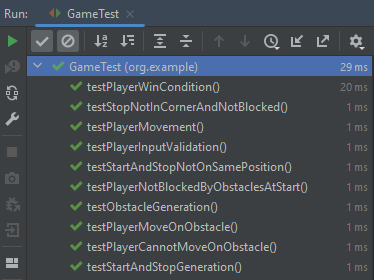 Run: GameTest
GameTest (org.example) 29 ms
testPlayerWinCondition() 20 ms
testStopNotInCornerAndNotBlocked() 1 ms
testPlayerMovement() 1 ms
testPlayerInputValidation() 1 ms
testStartAndStopNotOnSamePosition() 1 ms
testPlayerNotBlockedByObstaclesAtStart() 1 ms
testObstacleGeneration() 1 ms
testPlayerMoveOnObstacle() 1 ms
testPlayerCannotMoveOnObstacle() 1 ms
testStartAndStopGeneration() 1 ms